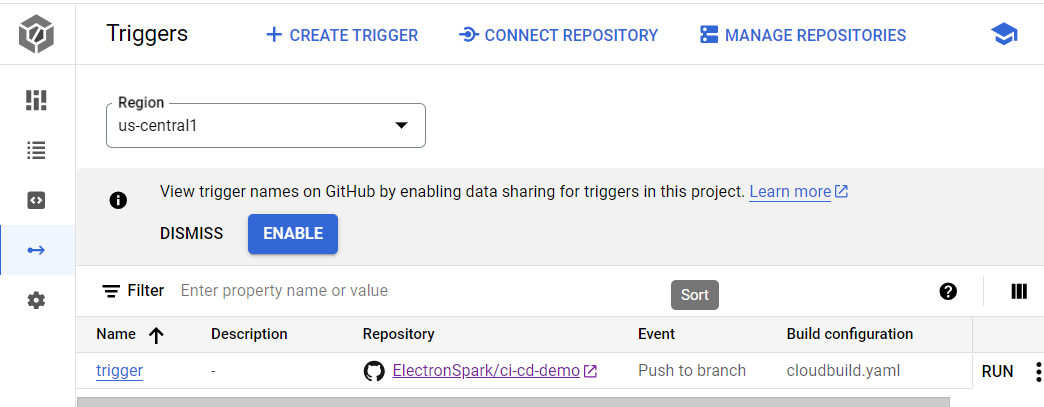 Triggers
CREATE TRIGGER
CONNECT REPOSITORY
MANAGE REPOSITORIES
Region
us-central1
View trigger names on GitHub by enabling data sharing for triggers in this project. Learn more
DISMISS
ENABLE
Filter Enter property name or value
Sort
Name Description Repository Event Build configuration
trigger - ElectronSpark/ci-cd-demo Push to branch cloudbuild.yaml RUN